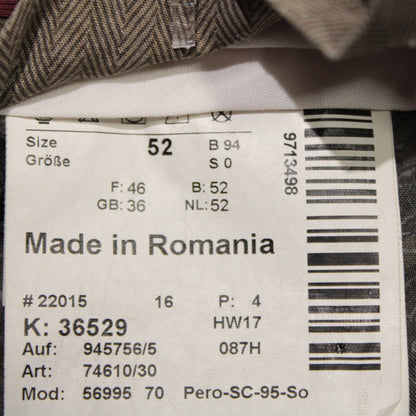 Size 52 B 94
Größe S 0
F: 46 B: 52
GB: 36 NL: 52
Made in Romania
# 22015 16 P: 4
K: 36529 HW17
Auf: 945756/5 087H
Art: 74610/30
Mod: 56995 70 Pero-SC-95-So
9713498